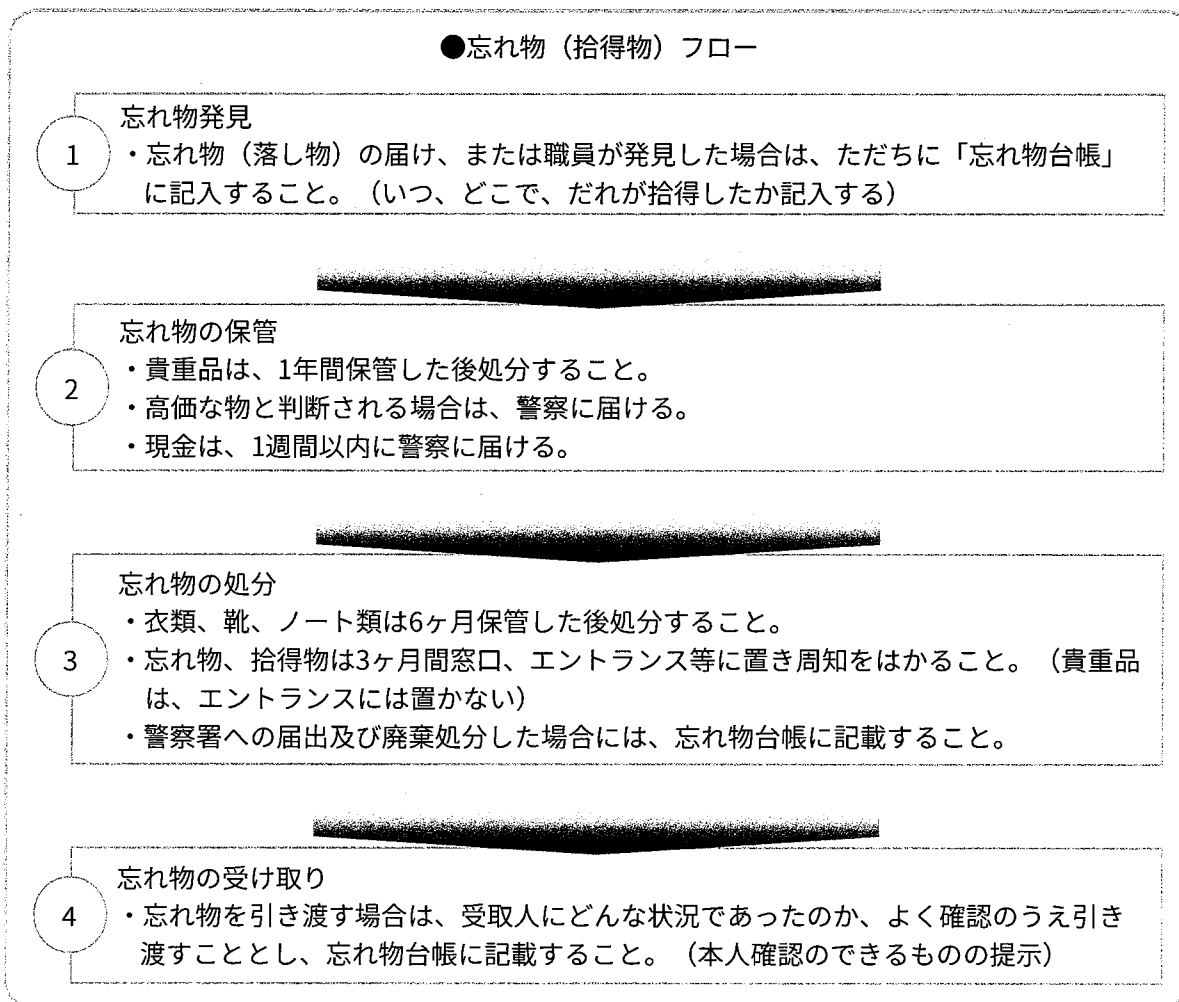 ●忘れ物（拾得物）フロー
1
忘れ物発見
・忘れ物（落し物）の届け、または職員が発見した場合は、ただちに「忘れ物台帳」
に記入すること。（いつ、どこで、だれが拾得したか記入する）
2
忘れ物の保管
・貴重品は、1年間保管した後処分すること。
・高価な物と判断される場合は、警察に届ける。
・現金は、1週間以内に警察に届ける。
3
忘れ物の処分
・衣類、靴、ノート類は6ヶ月保管した後処分すること。
・忘れ物、拾得物は3ヶ月間窓口、エントランス等に置き周知をはかること。（貴重品
は、エントランスには置かない）
・警察署への届出及び廃棄処分した場合には、忘れ物台帳に記載すること。
4
忘れ物の受け取り
・忘れ物を引き渡す場合は、受取人にどんな状況であったのか、よく確認のうえ引き
渡すこととし、忘れ物台帳に記載すること。（本人確認のできるものの提示）